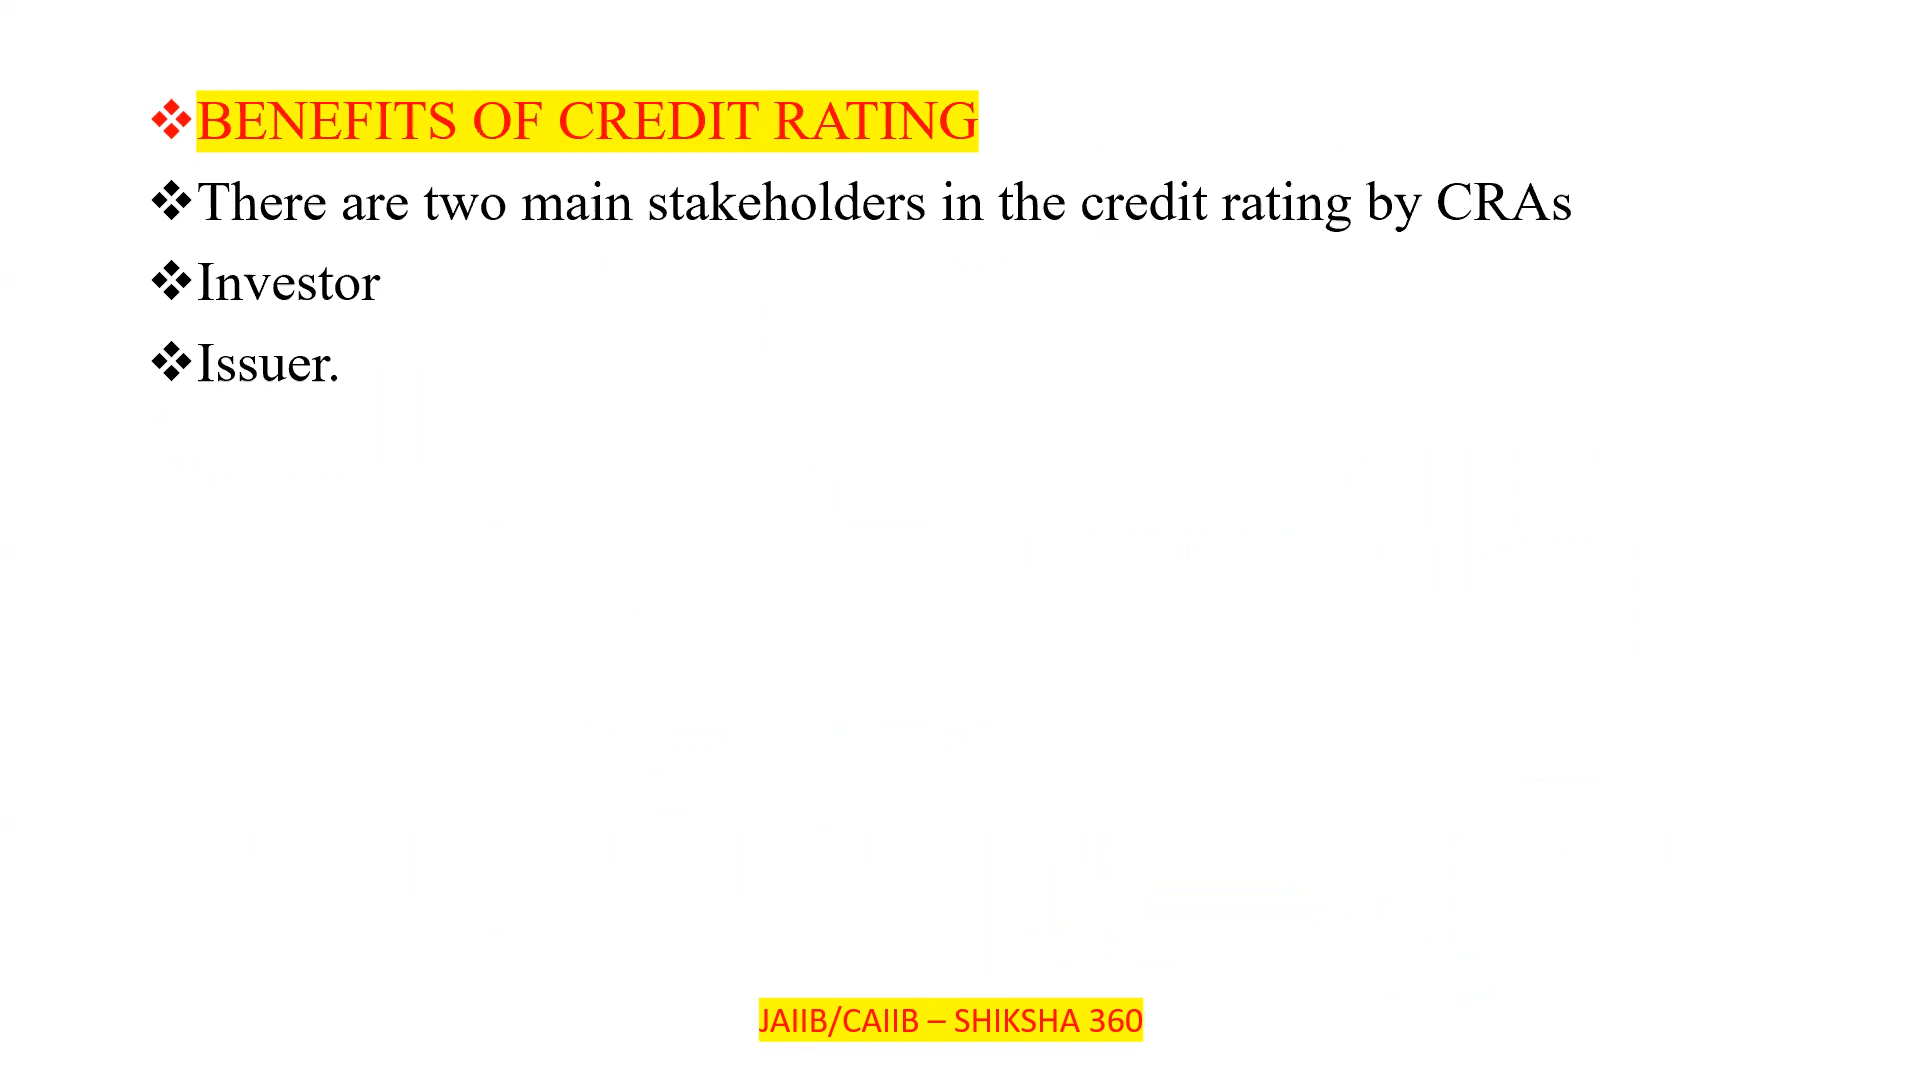 ❖BENEFITS OF CREDIT RATING
❖There are two main stakeholders in the credit rating by CRAs
❖Investor
❖Issuer.
JAIIB/CAIIB – SHIKSHA 360